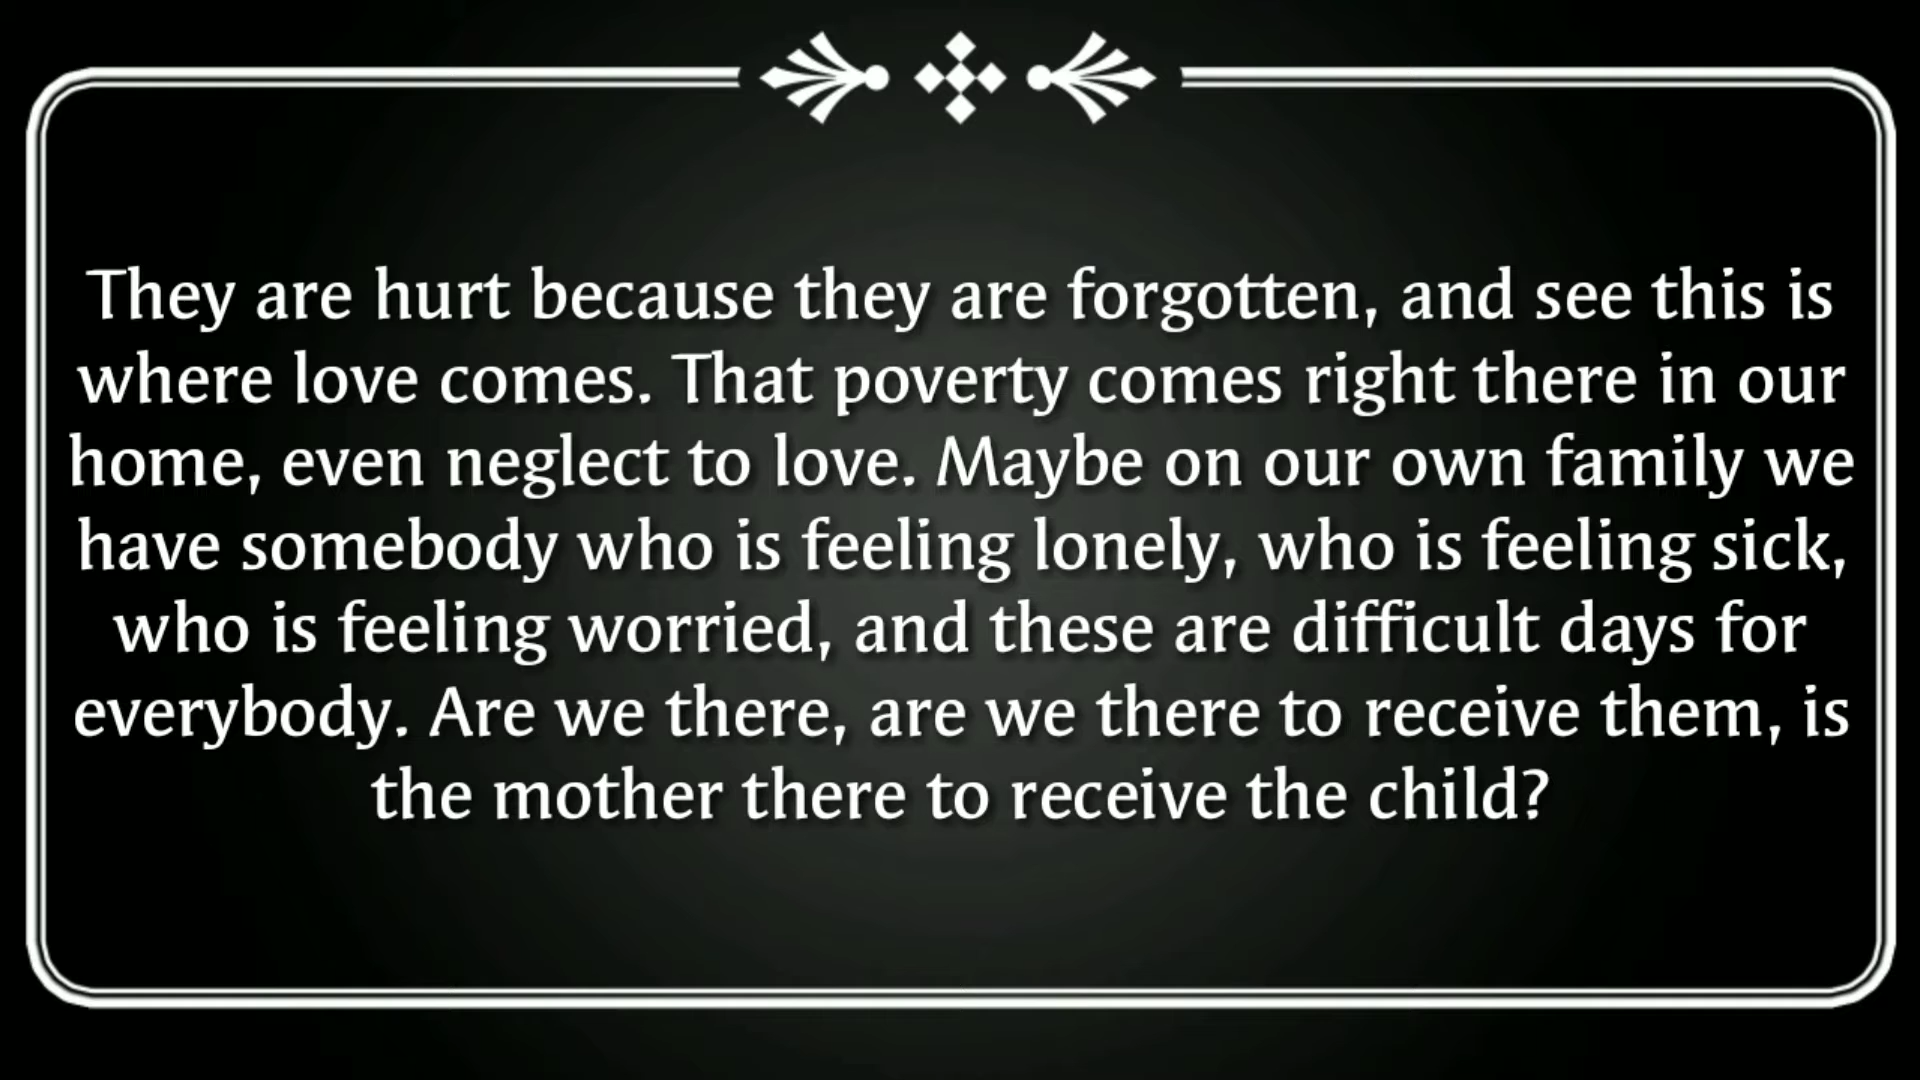 They are hurt because they are forgotten, and see this is
where love comes. That poverty comes right there in our
home, even neglect to love. Maybe on our own family we
have somebody who is feeling lonely, who is feeling sick,
who is feeling worried, and these are difficult days for
everybody. Are we there, are we there to receive them, is
the mother there to receive the child?